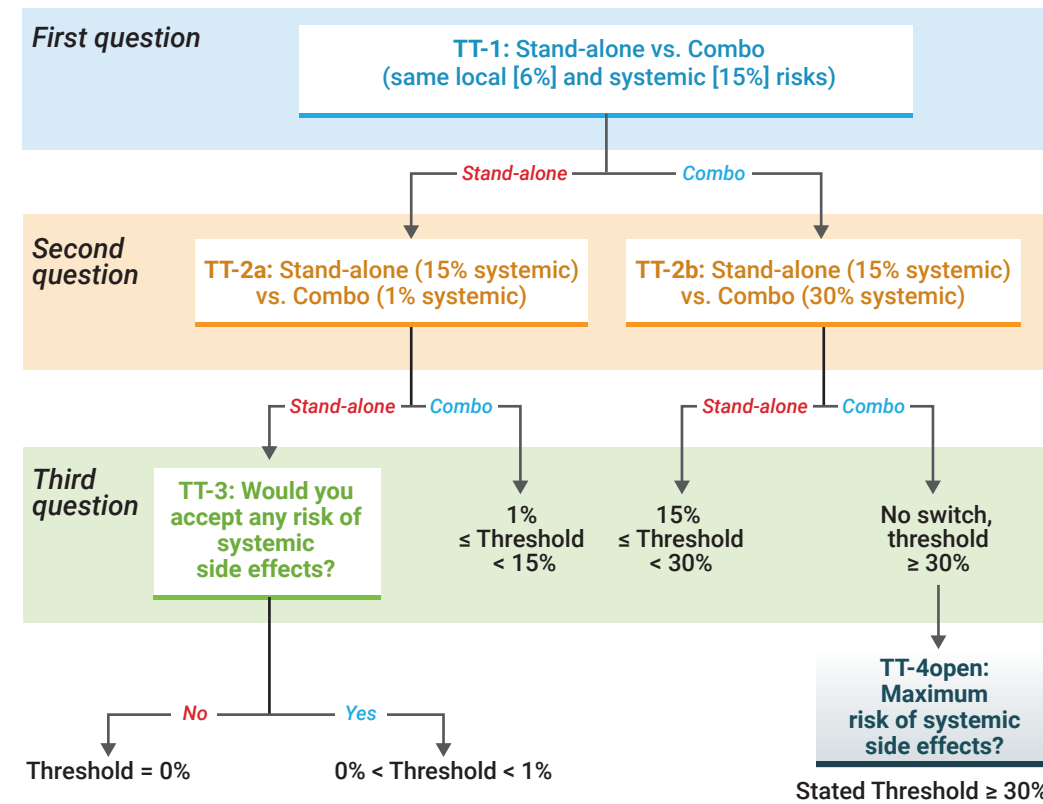 First question
TT-1: Stand-alone vs. Combo
(same local [6%] and systemic [15%] risks)
Stand-alone
Combo
Second
question
TT-2a: Stand-alone (15% systemic)
vs. Combo (1% systemic)
TT-2b: Stand-alone (15% systemic)
vs. Combo (30% systemic)
Stand-alone
Combo
Stand-alone
Combo
Third
question
TT-3: Would you
accept any risk of
systemic
side effects?
1%
≤ Threshold
< 15%
15%
≤ Threshold
< 30%
No switch,
threshold
≥ 30%
TT-4open:
Maximum
risk of systemic
side effects?
No
Yes
Threshold = 0%
0% < Threshold < 1%
Stated Threshold ≥ 30%